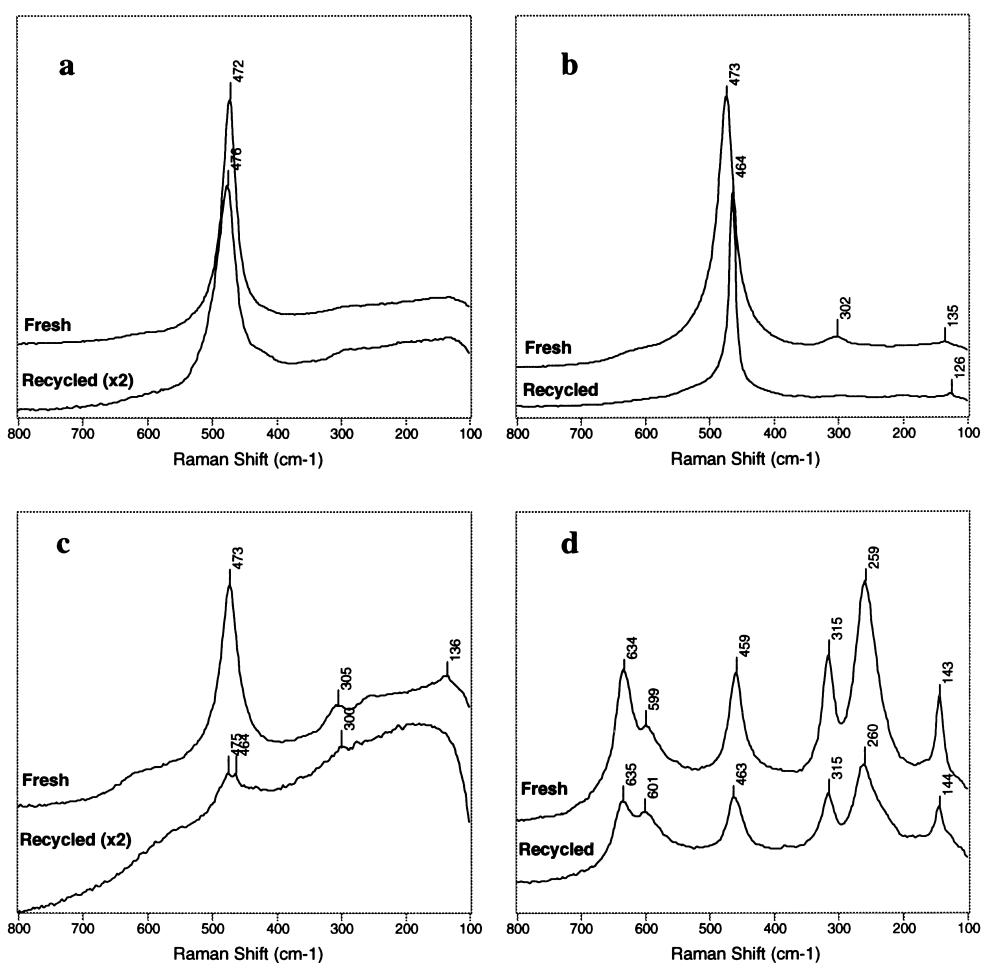 a
472
476
Fresh
Recycled (x2)
800 700 600 500 400 300 200 100
Raman Shift (cm-1)
b
473
464
302
135
126
Fresh
Recycled
800 700 600 500 400 300 200 100
Raman Shift (cm-1)
c
473
305
136
475
464
300
Fresh
Recycled (x2)
800 700 600 500 400 300 200 100
Raman Shift (cm-1)
d
634
599
459
315
259
143
635
601
463
315
260
144
Fresh
Recycled
800 700 600 500 400 300 200 100
Raman Shift (cm-1)